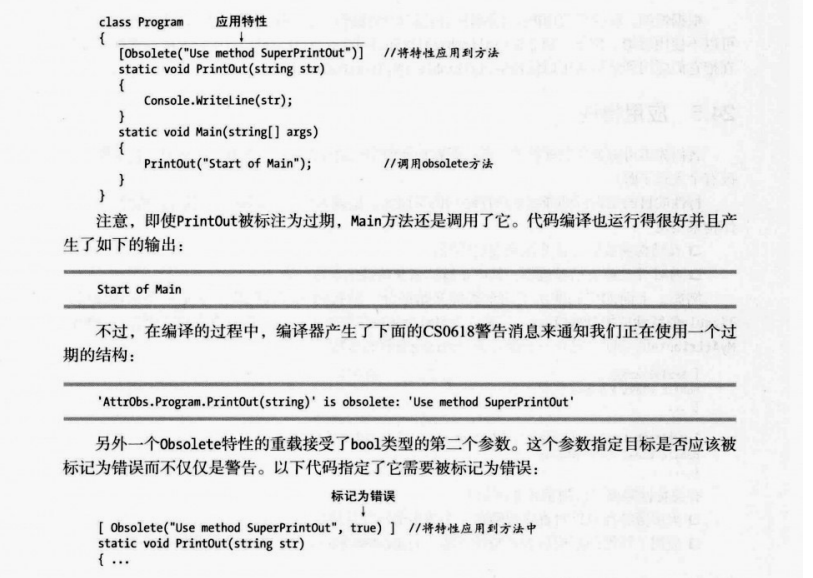 class Program 应用特性
{ ↓
[Obsolete("Use method SuperPrintOut")] //将特性应用到方法
static void PrintOut(string str)
{
Console.WriteLine(str);
}
static void Main(string[] args)
{
PrintOut("Start of Main"); //调用obsolete方法
}
}
注意，即使PrintOut被标注为过期，Main方法还是调用了它。代码编译也运行得很好并且产
生了如下的输出：
Start of Main
不过，在编译的过程中，编译器产生了下面的CS0618警告消息来通知我们正在使用一个过
期的结构：
'AttrObs.Program.PrintOut(string)' is obsolete: 'Use method SuperPrintOut'
另外一个Obsolete特性的重载接受了bool类型的第二个参数。这个参数指定目标是否应该被
标记为错误而不仅仅是警告。以下代码指定了它需要被标记为错误：
标记为错误
↓
[ Obsolete("Use method SuperPrintOut", true) ] //将特性应用到方法中
static void PrintOut(string str)
{ ...